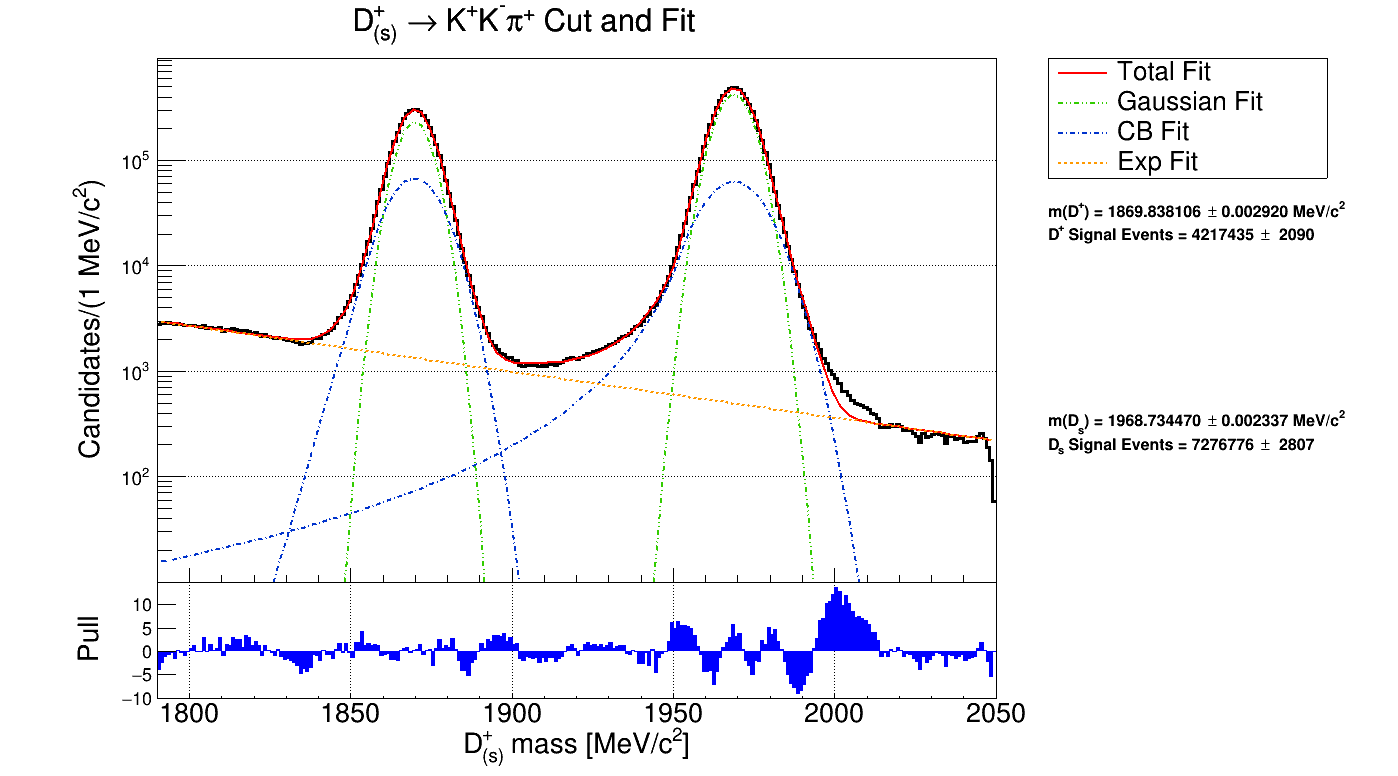 D⁺₍ₛ₎ → K⁺K⁻π⁺ Cut and Fit
Candidates/(1 MeV/c²)
10⁵
10⁴
10³
10²
Total Fit
Gaussian Fit
CB Fit
Exp Fit
m(D⁺) = 1869.838106 ± 0.002920 MeV/c²
D⁺ Signal Events = 4217435 ± 2090
m(Dₛ) = 1968.734470 ± 0.002337 MeV/c²
Dₛ Signal Events = 7276776 ± 2807
Pull
10
5
0
−5
−10
1800 1850 1900 1950 2000 2050
D⁺₍ₛ₎ mass [MeV/c²]